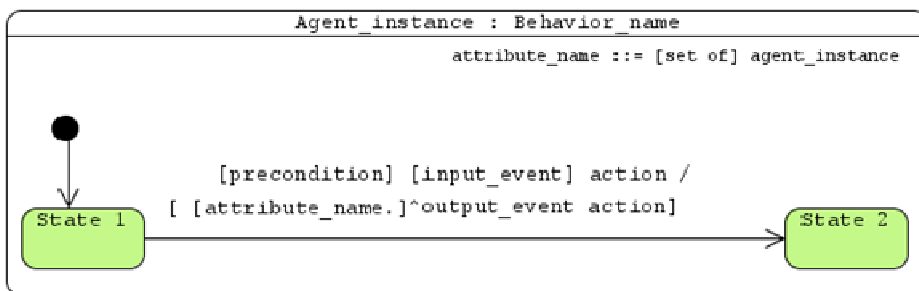 Agent_instance : Behavior_name
attribute_name ::= [set of] agent_instance
[precondition] [input_event] action /
[ [attribute_name.]^output_event action]
State 1
State 2